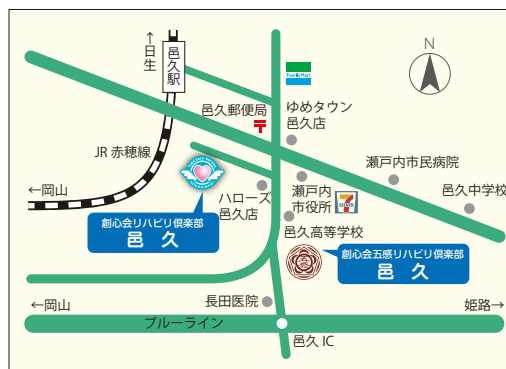 ↑日生
邑久駅
N
FamilyMart
邑久郵便局
ゆめタウン
邑久店
JR 赤穂線
瀬戸内市民病院
←岡山
ハローズ
邑久店
瀬戸内
市役所
邑久中学校
創心会リハビリ倶楽部
邑 久
邑久高等学校
創心会五感リハビリ倶楽部
邑 久
←岡山
長田医院
姫路→
ブルーライン
邑久 IC